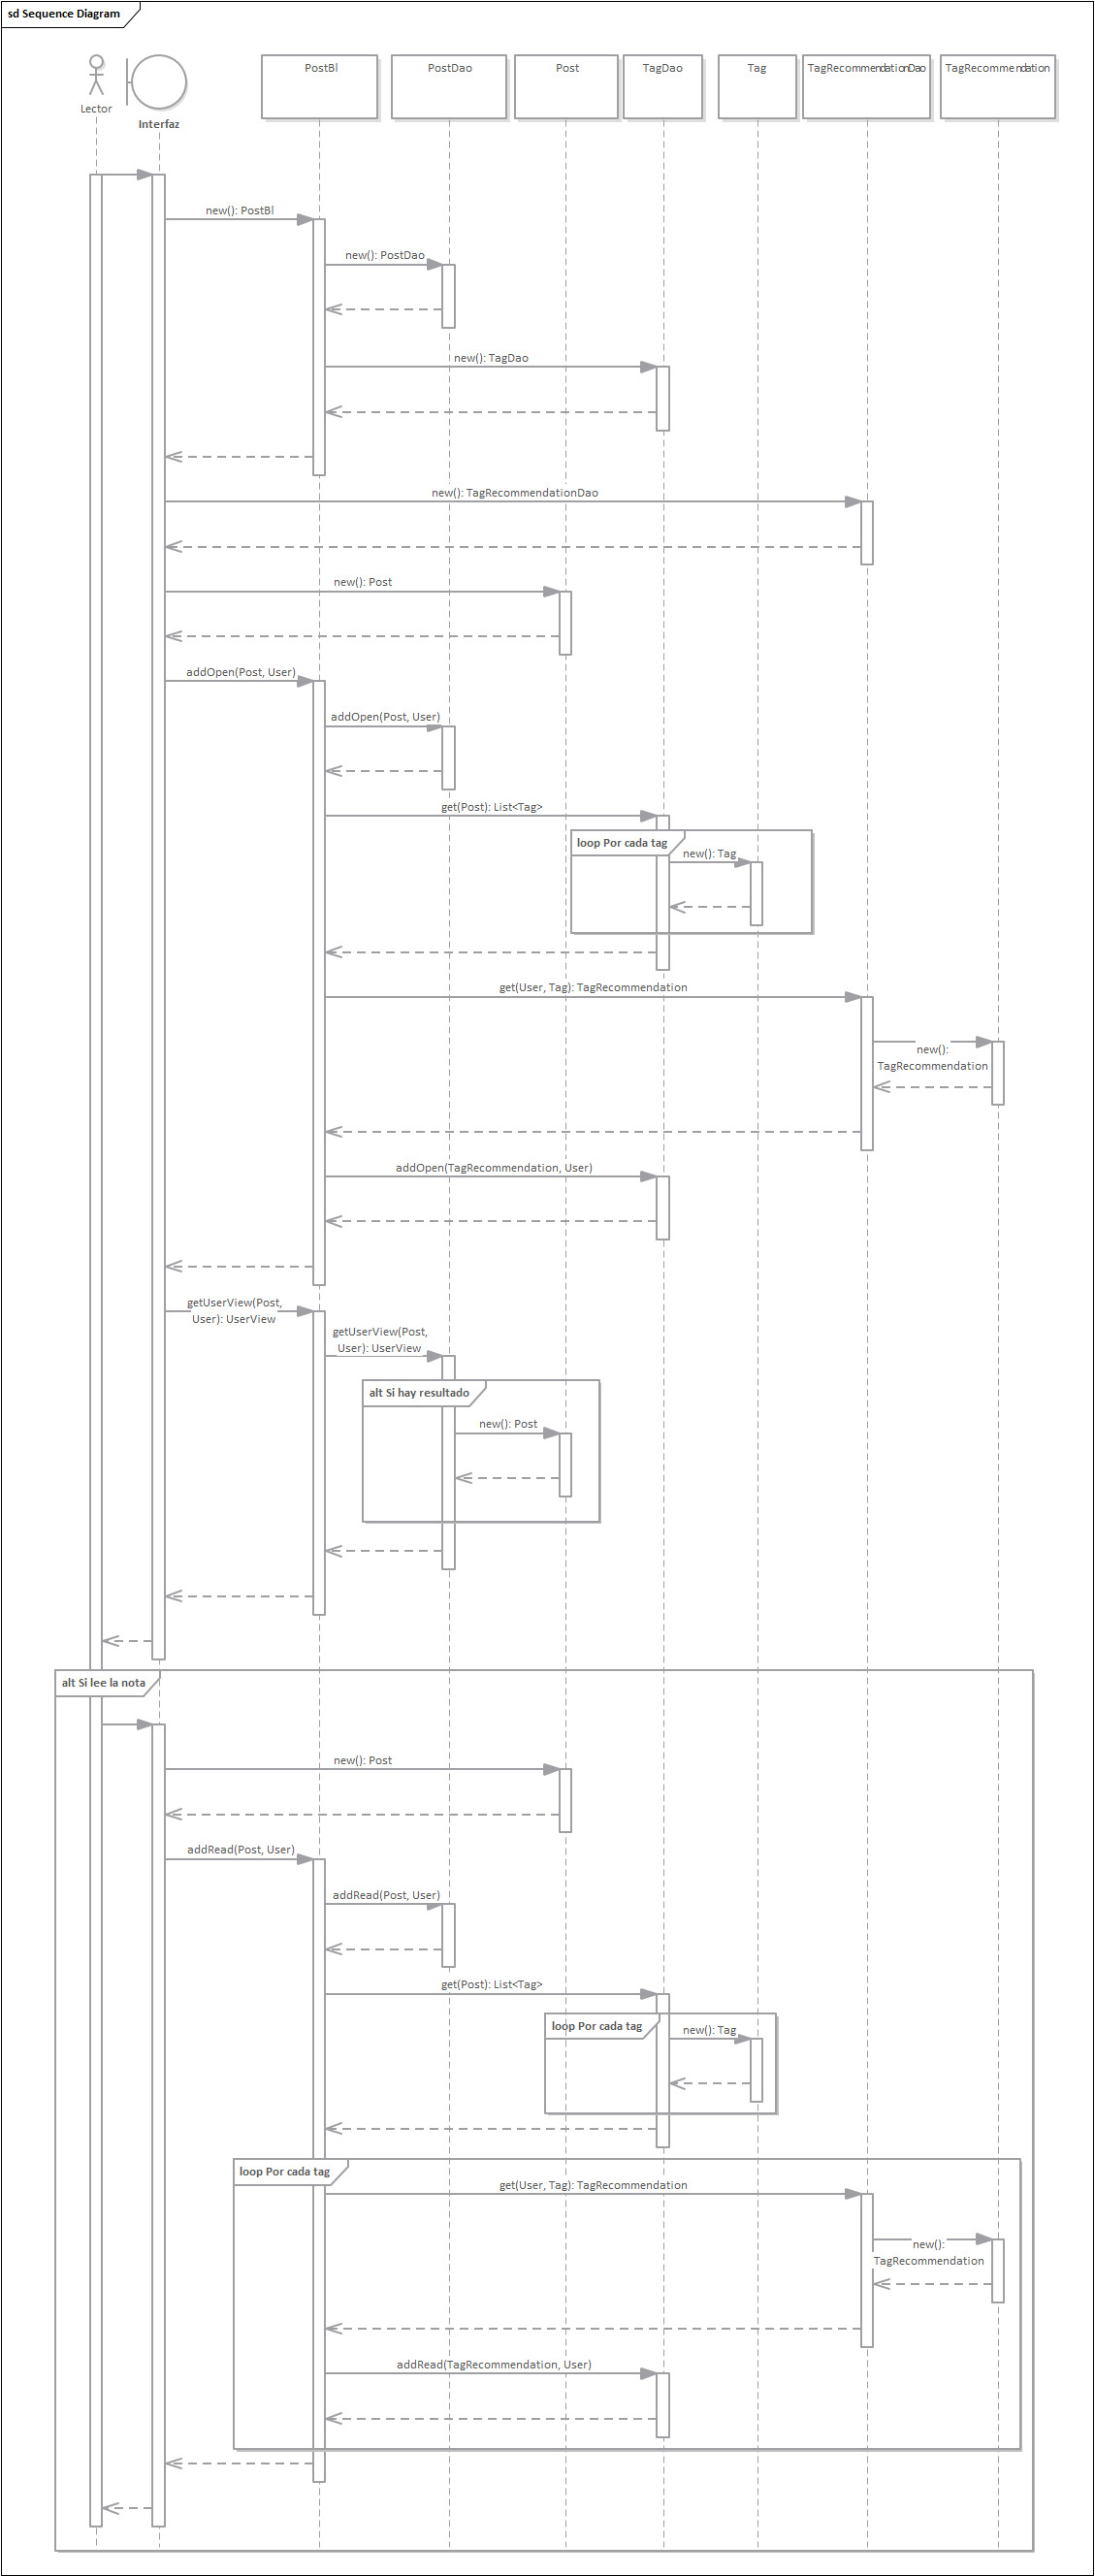 sd Sequence Diagram
Lector
Interfaz
PostBl
PostDao
Post
TagDao
Tag
TagRecommendationDao
TagRecommendation
new(): PostBl
new(): PostDao
new(): TagDao
new(): TagRecommendationDao
new(): Post
addOpen(Post, User)
addOpen(Post, User)
get(Post): List<Tag>
loop Por cada tag
new(): Tag
get(User, Tag): TagRecommendation
new():
TagRecommendation
addOpen(TagRecommendation, User)
getUserView(Post,
User): UserView
getUserView(Post,
User): UserView
alt Si hay resultado
new(): Post
alt Si lee la nota
new(): Post
addRead(Post, User)
addRead(Post, User)
get(Post): List<Tag>
loop Por cada tag
new(): Tag
loop Por cada tag
get(User, Tag): TagRecommendation
new():
TagRecommendation
addRead(TagRecommendation, User)